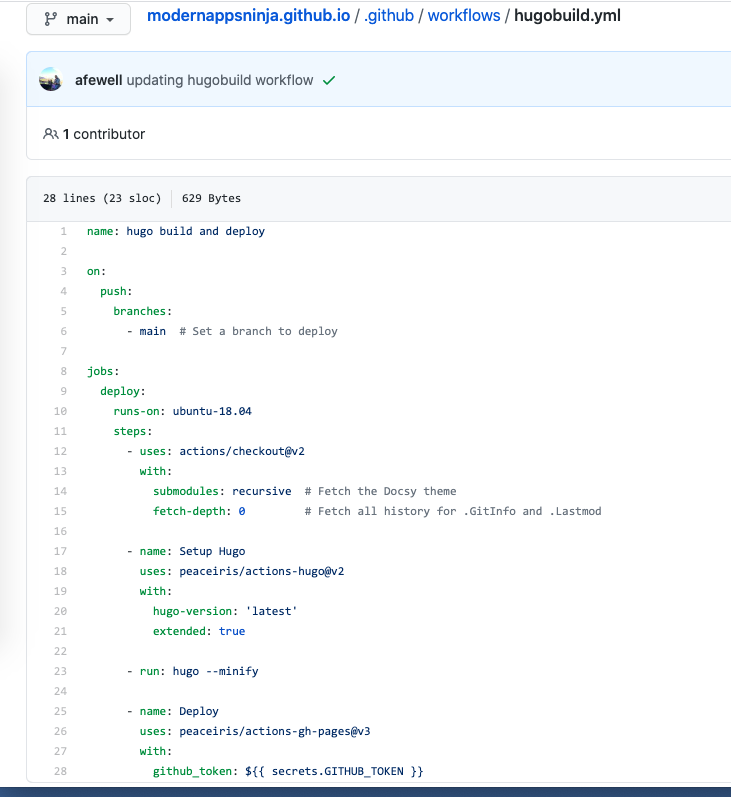 main
modernappsninja.github.io / .github / workflows / hugobuild.yml
afewell updating hugobuild workflow
1 contributor
28 lines (23 sloc) 629 Bytes
1 name: hugo build and deploy
2
3 on:
4   push:
5     branches:
6       - main  # Set a branch to deploy
7
8 jobs:
9   deploy:
10     runs-on: ubuntu-18.04
11     steps:
12       - uses: actions/checkout@v2
13         with:
14           submodules: recursive  # Fetch the Docsy theme
15           fetch-depth: 0         # Fetch all history for .GitInfo and .Lastmod
16
17       - name: Setup Hugo
18         uses: peaceiris/actions-hugo@v2
19         with:
20           hugo-version: 'latest'
21           extended: true
22
23       - run: hugo --minify
24
25       - name: Deploy
26         uses: peaceiris/actions-gh-pages@v3
27         with:
28           github_token: ${{ secrets.GITHUB_TOKEN }}